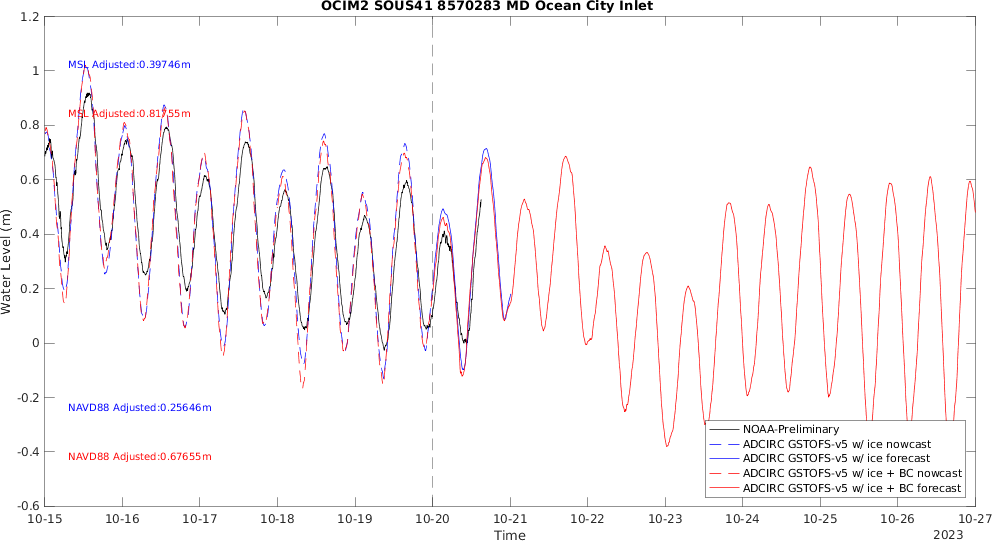 OCIM2 SOUS41 8570283 MD Ocean City Inlet
1.2
1
0.8
0.6
0.4
0.2
0
-0.2
-0.4
-0.6
Water Level (m)
MSL Adjusted:0.39746m
MSL Adjusted:0.81755m
NAVD88 Adjusted:0.25646m
NAVD88 Adjusted:0.67655m
NOAA-Preliminary
ADCIRC GSTOFS-v5 w/ ice nowcast
ADCIRC GSTOFS-v5 w/ ice forecast
ADCIRC GSTOFS-v5 w/ ice + BC nowcast
ADCIRC GSTOFS-v5 w/ ice + BC forecast
10-15 10-16 10-17 10-18 10-19 10-20 10-21 10-22 10-23 10-24 10-25 10-26 10-27
Time
2023